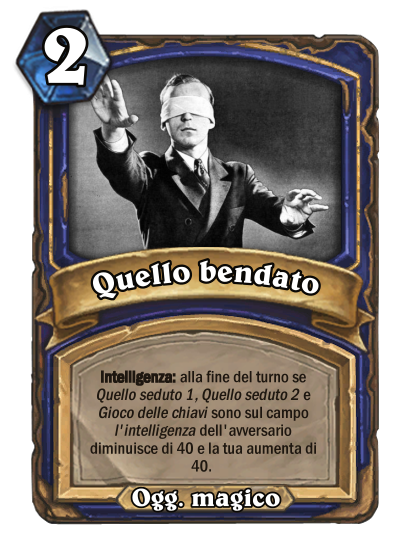 2
Quello bendato
Intelligenza: alla fine del turno se
Quello seduto 1, Quello seduto 2 e
Gioco delle chiavi sono sul campo
l'intelligenza dell'avversario
diminuisce di 40 e la tua aumenta di
40.
Ogg. magico